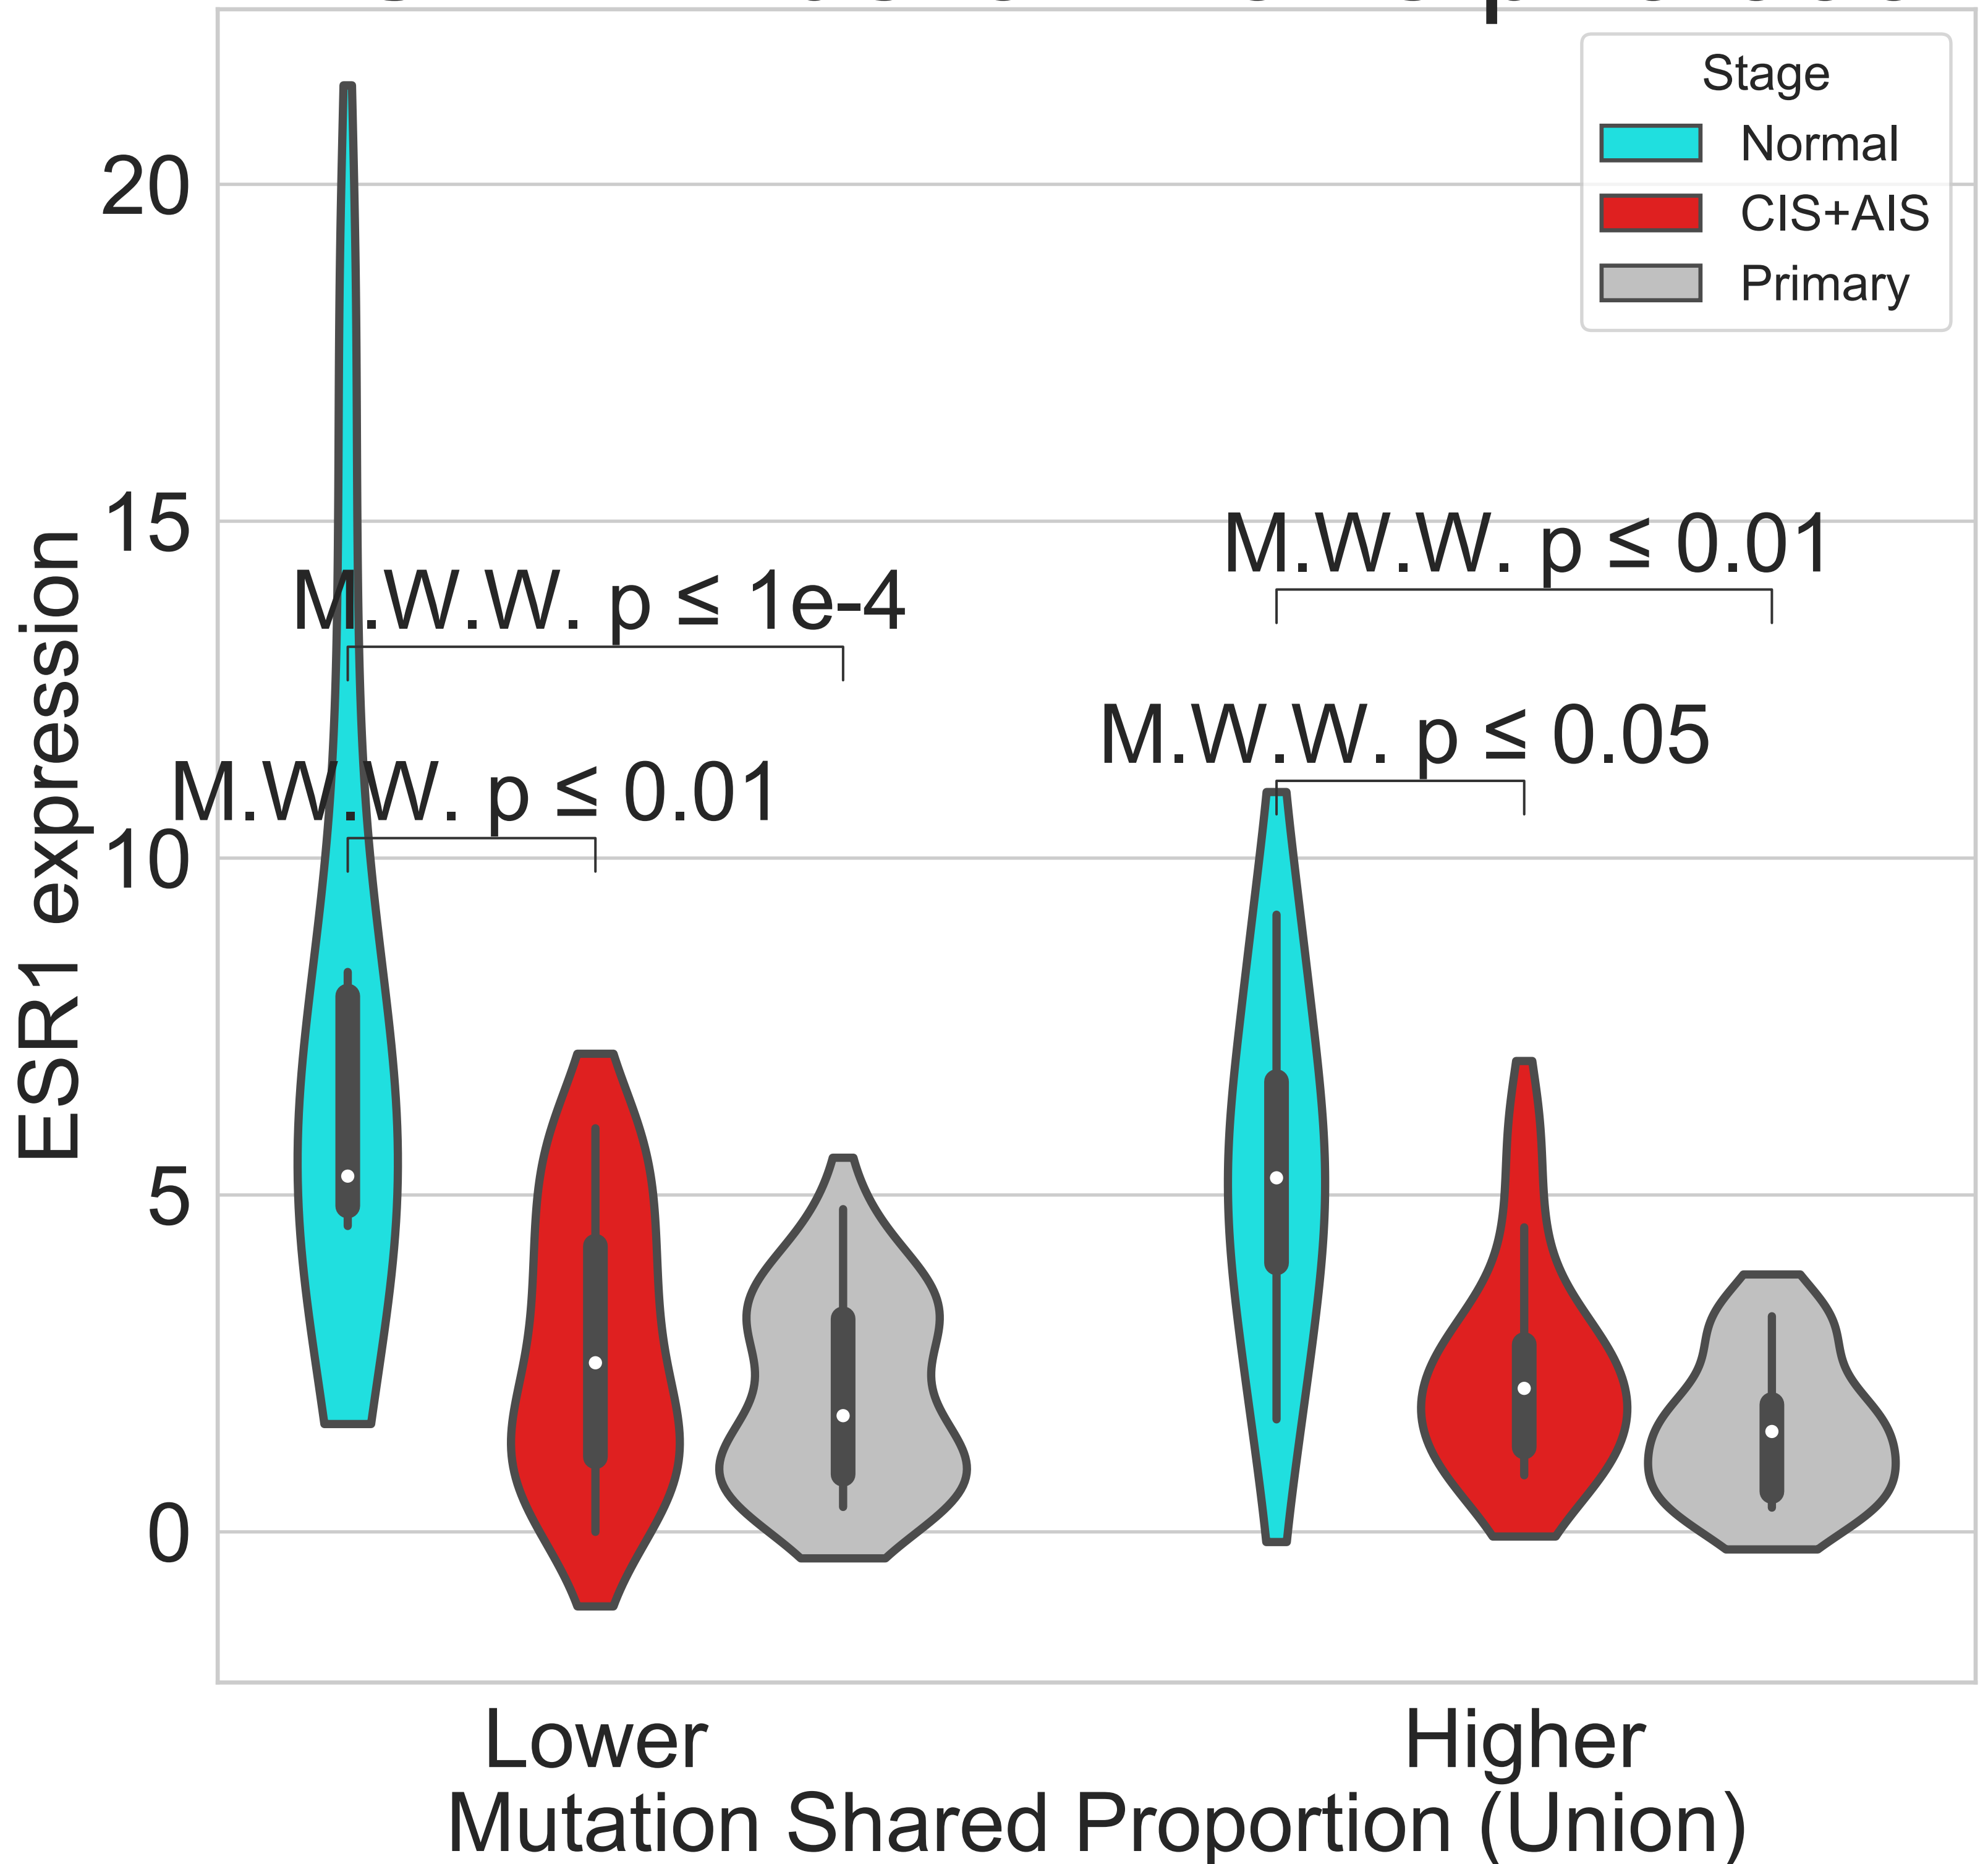 Stage
Normal
CIS+AIS
Primary
20
15
10
5
0
ESR1 expression
M.W.W. p ≤ 0.01
M.W.W. p ≤ 1e-4
M.W.W. p ≤ 0.05
M.W.W. p ≤ 0.01
Lower
Higher
Mutation Shared Proportion (Union)